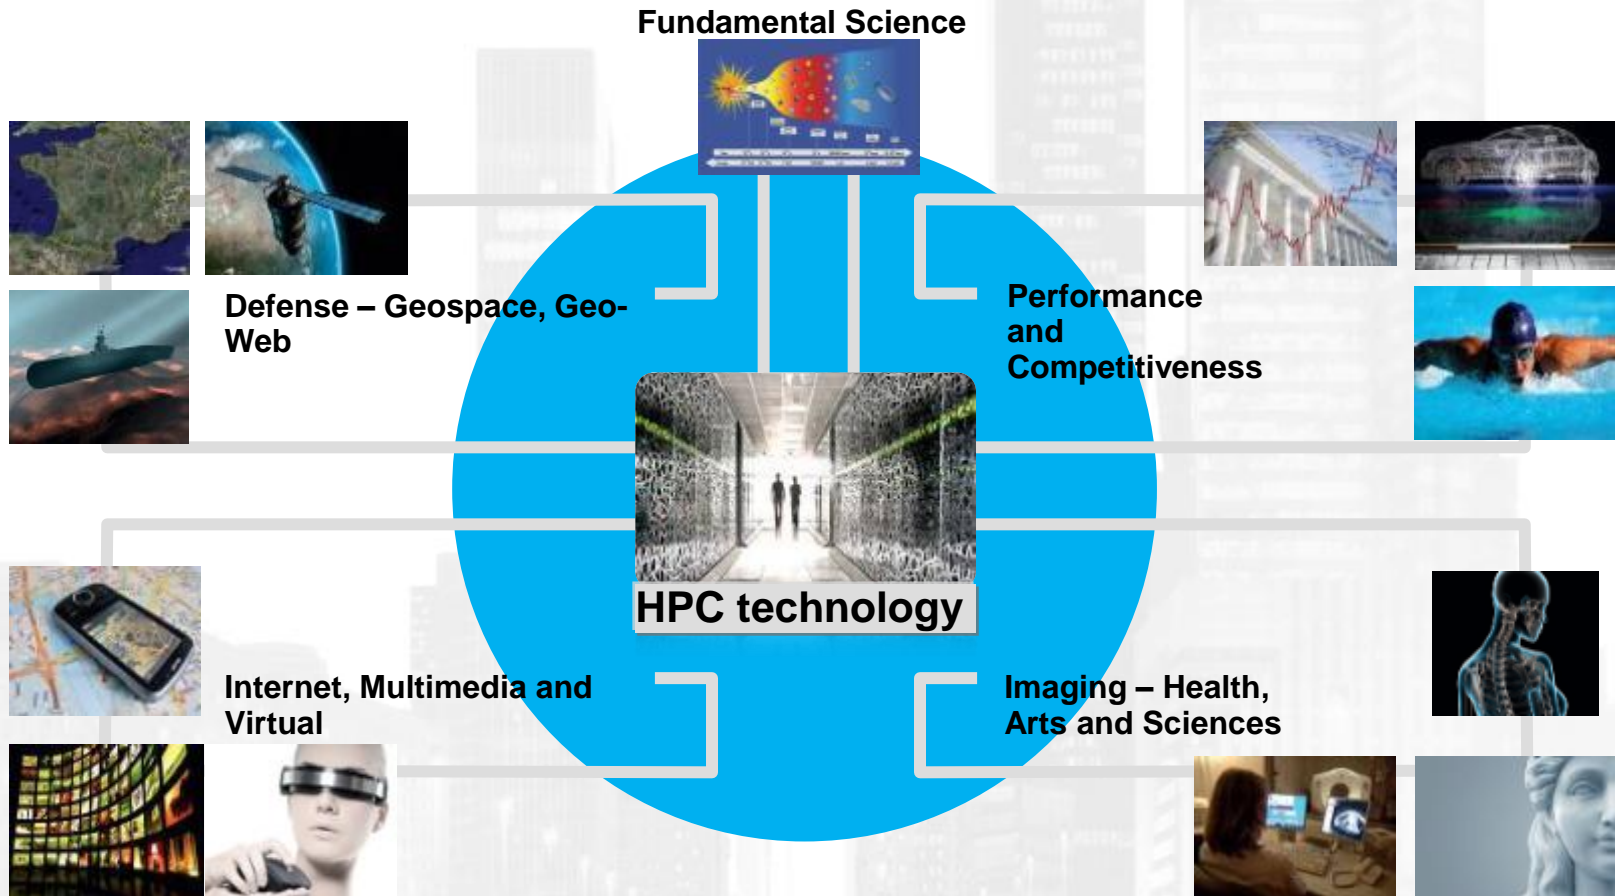 Fundamental Science
Defense – Geospace, Geo-
Web
Performance
and
Competitiveness
HPC technology
Internet, Multimedia and
Virtual
Imaging – Health,
Arts and Sciences